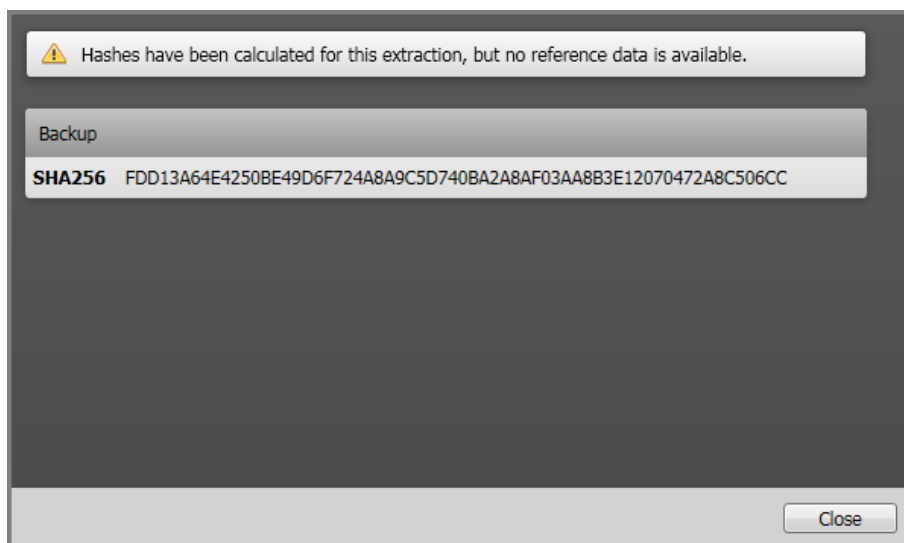 Hashes have been calculated for this extraction, but no reference data is available.
Backup
SHA256 FDD13A64E4250BE49D6F724A8A9C5D740BA2A8AF03AA8B3E12070472A8C506CC
Close